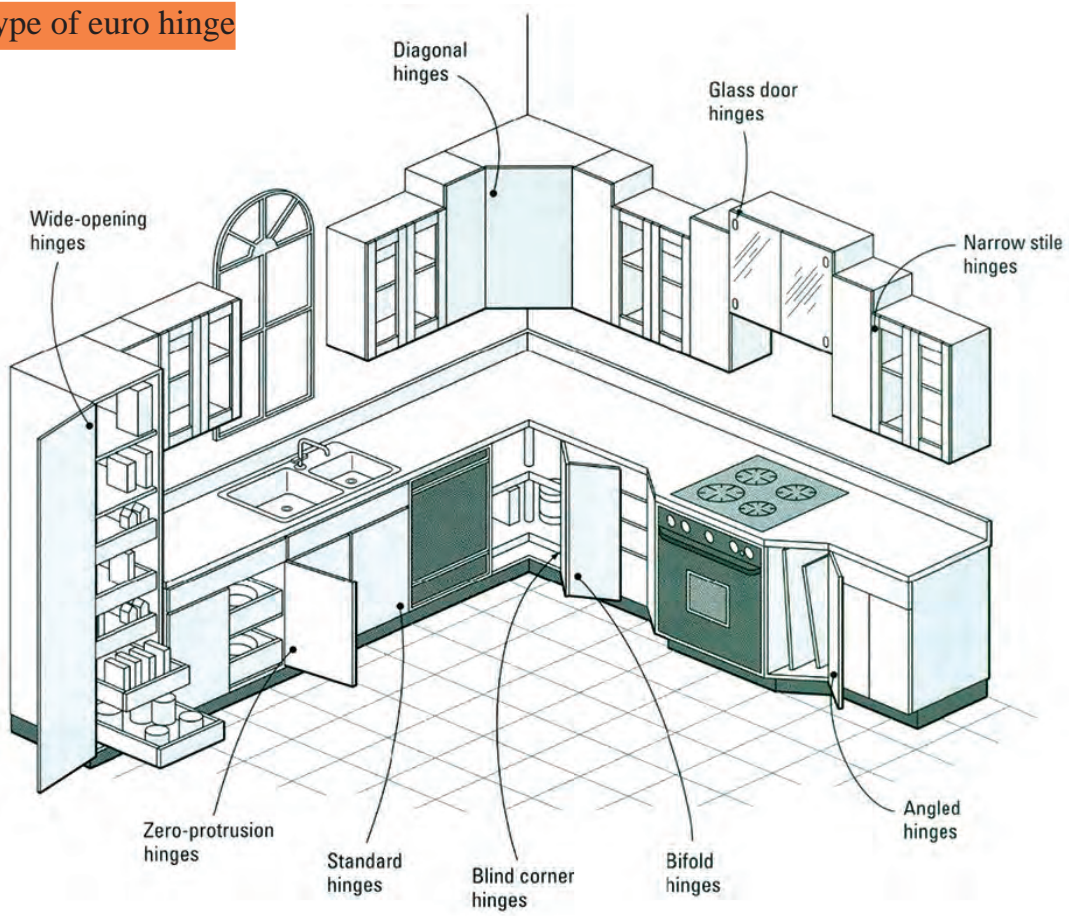 ype of euro hinge
Diagonal
hinges
Glass door
hinges
Wide-opening
hinges
Narrow stile
hinges
Zero-protrusion
hinges
Standard
hinges
Blind corner
hinges
Bifold
hinges
Angled
hinges